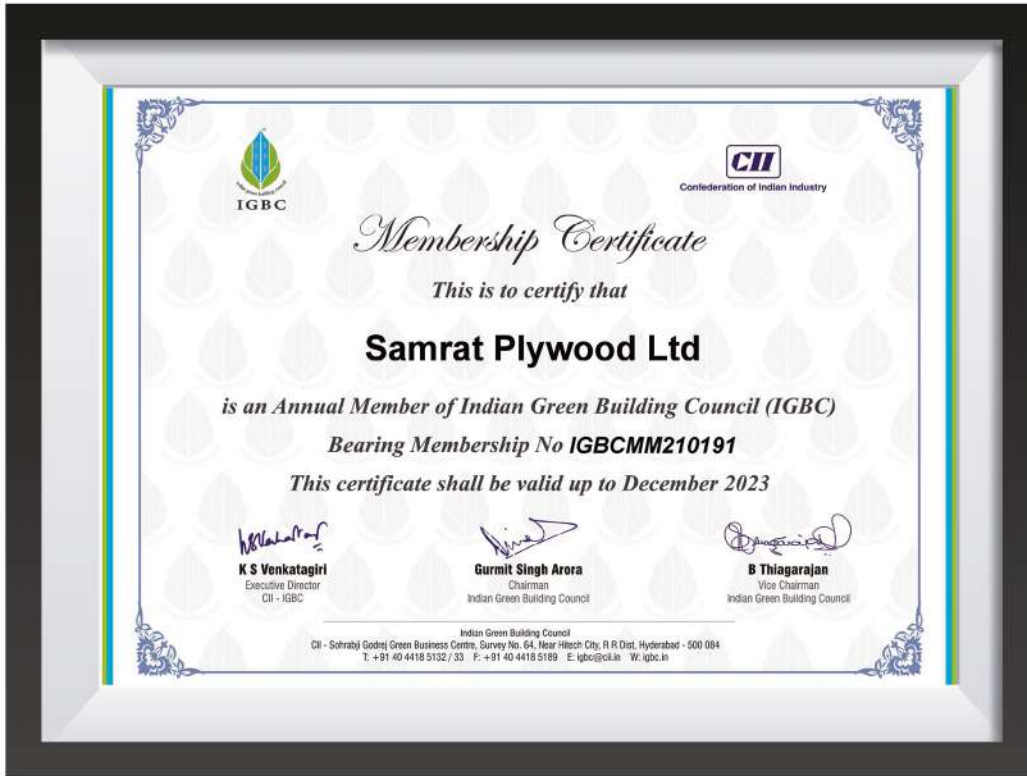 IGBC
CII
Confederation of Indian Industry
Membership Certificate
This is to certify that
Samrat Plywood Ltd
is an Annual Member of Indian Green Building Council (IGBC)
Bearing Membership No IGBCMM210191
This certificate shall be valid up to December 2023
K S Venkatagiri
Executive Director
CII - IGBC
Gurmit Singh Arora
Chairman
Indian Green Building Council
B Thiagarajan
Vice Chairman
Indian Green Building Council
Indian Green Building Council
CII - Sohrabji Godrej Green Business Centre, Survey No. 64, Near Hitech City, R R Dist, Hyderabad - 500 084
T: +91 40 4418 5132 / 33 F: +91 40 4418 5189 E: igbc@cii.in W: igbc.in